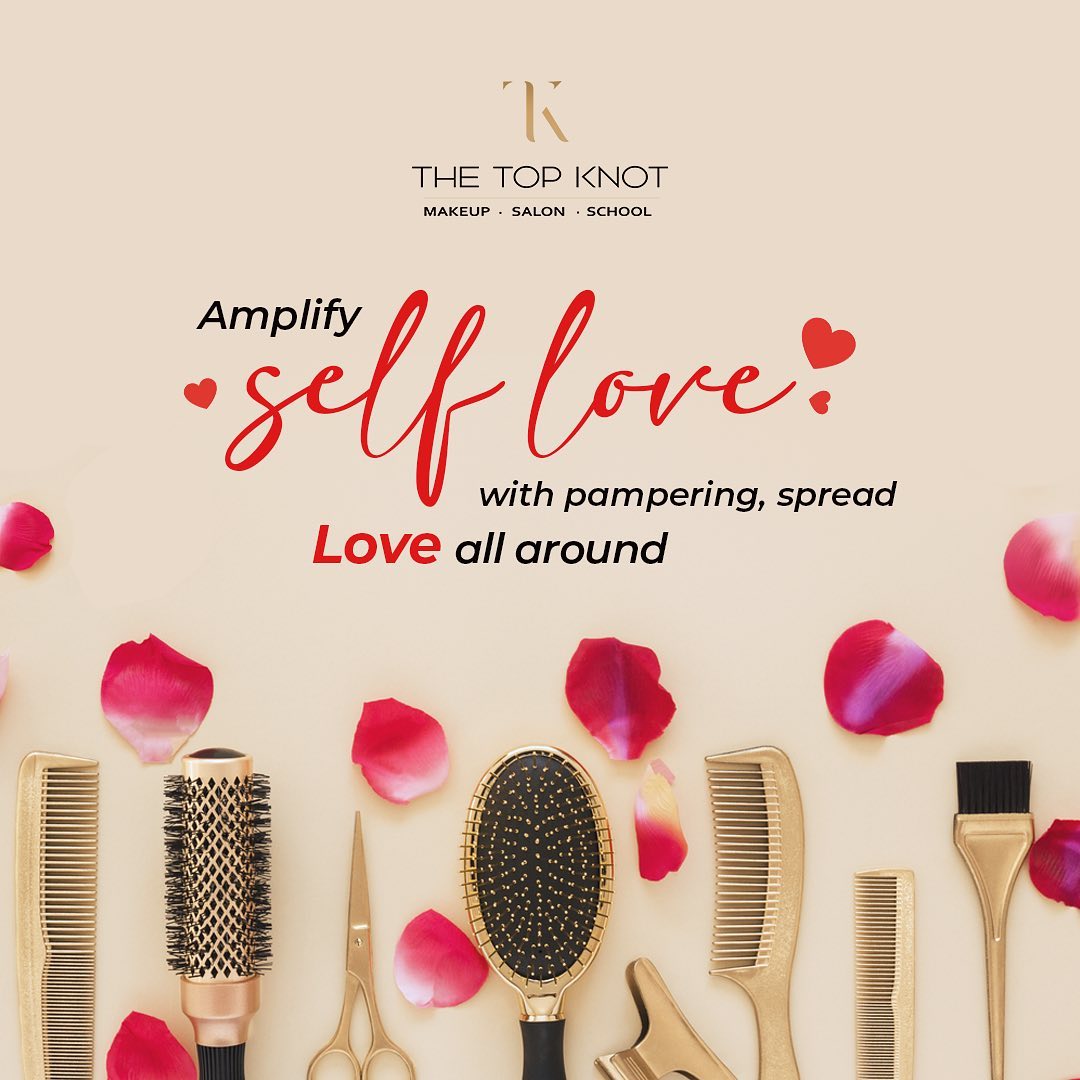 TK
THE TOP KNOT
MAKEUP · SALON · SCHOOL
Amplify
self love
with pampering, spread
Love all around